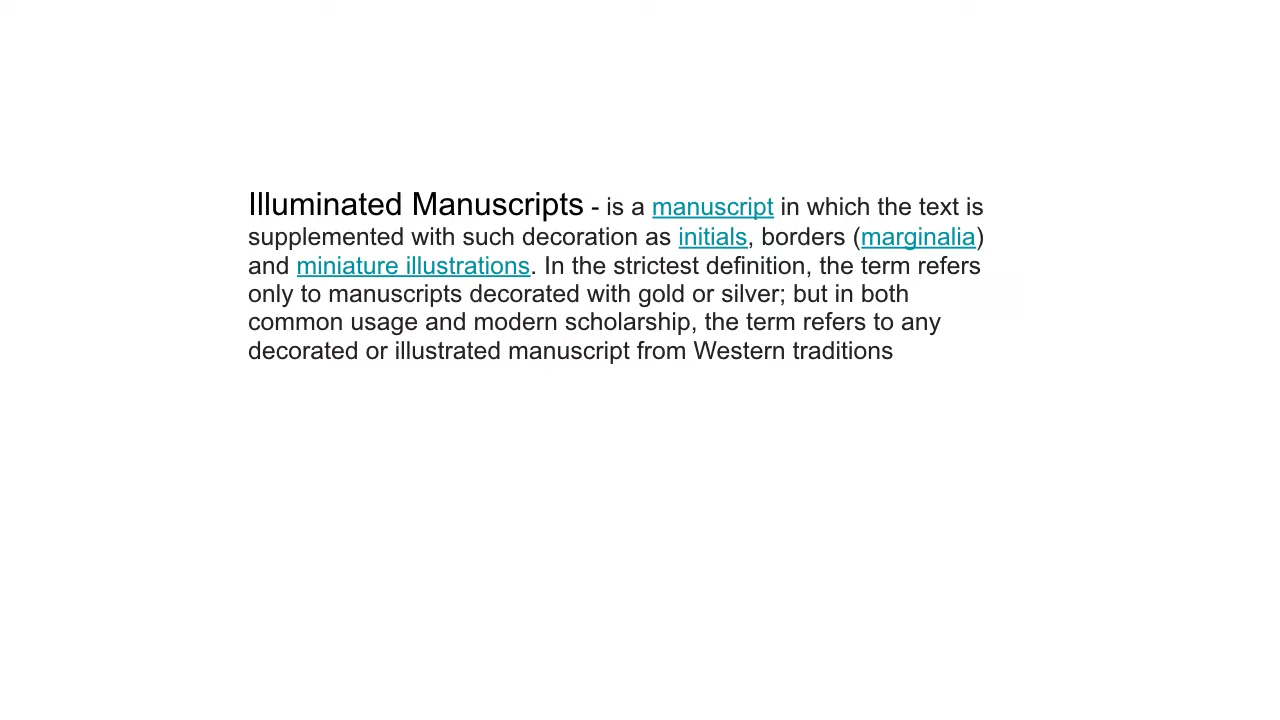 Illuminated Manuscripts - is a manuscript in which the text is
supplemented with such decoration as initials, borders (marginalia)
and miniature illustrations. In the strictest definition, the term refers
only to manuscripts decorated with gold or silver; but in both
common usage and modern scholarship, the term refers to any
decorated or illustrated manuscript from Western traditions